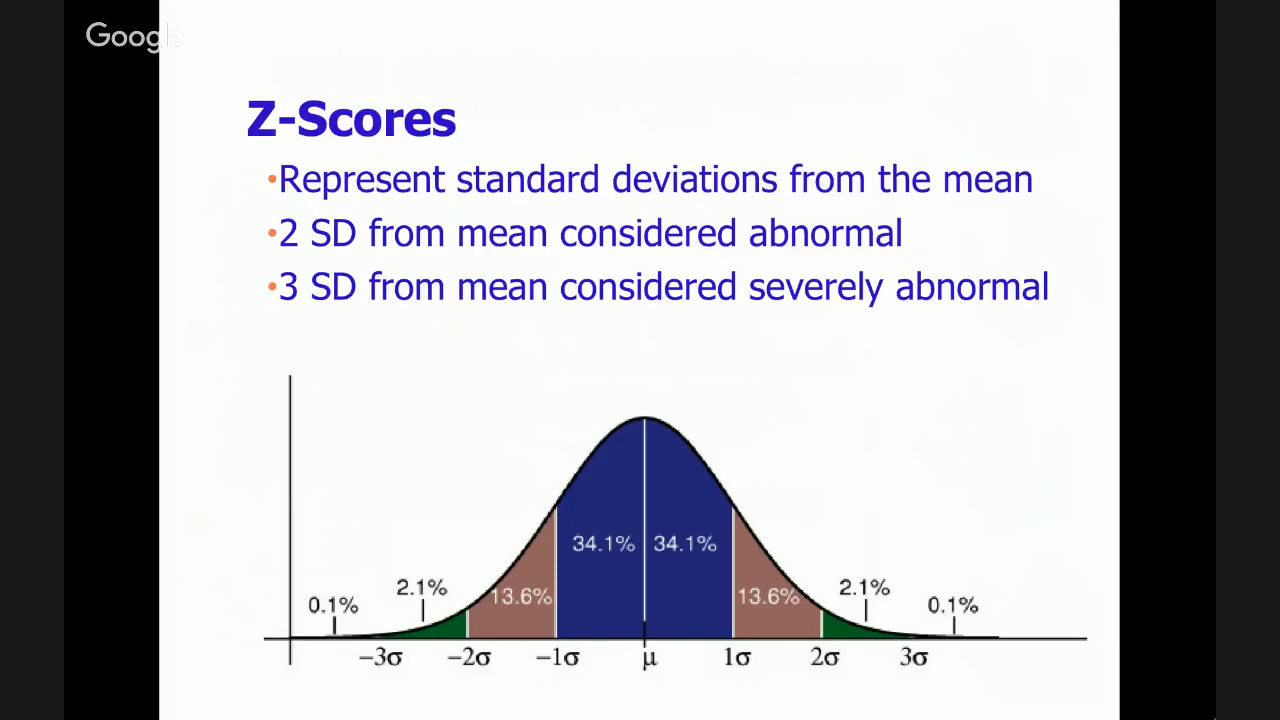 Google
Z-Scores
•Represent standard deviations from the mean
•2 SD from mean considered abnormal
•3 SD from mean considered severely abnormal
34.1% 34.1%
2.1% 2.1%
13.6% 13.6%
0.1% 0.1%
−3σ −2σ −1σ μ 1σ 2σ 3σ